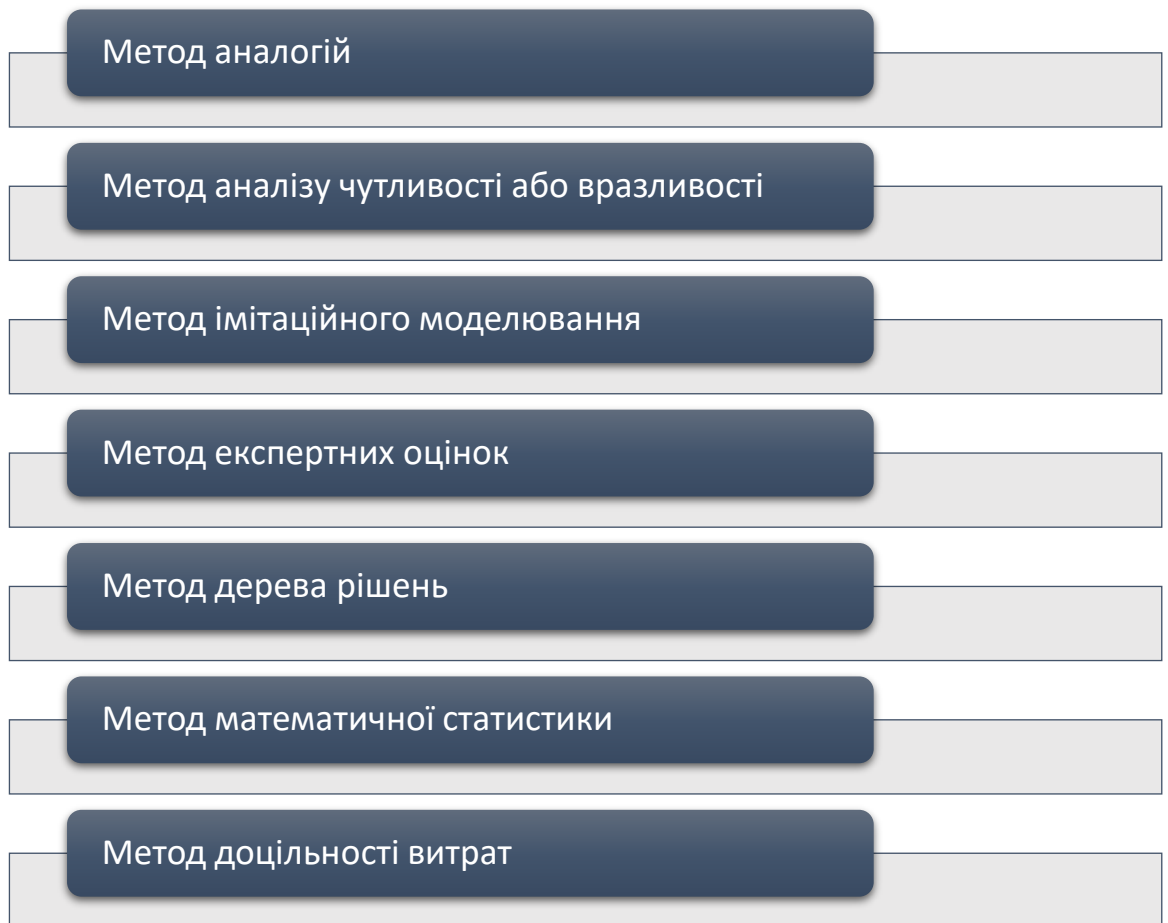 Метод аналогій
Метод аналізу чутливості або вразливості
Метод імітаційного моделювання
Метод експертних оцінок
Метод дерева рішень
Метод математичної статистики
Метод доцільності витрат